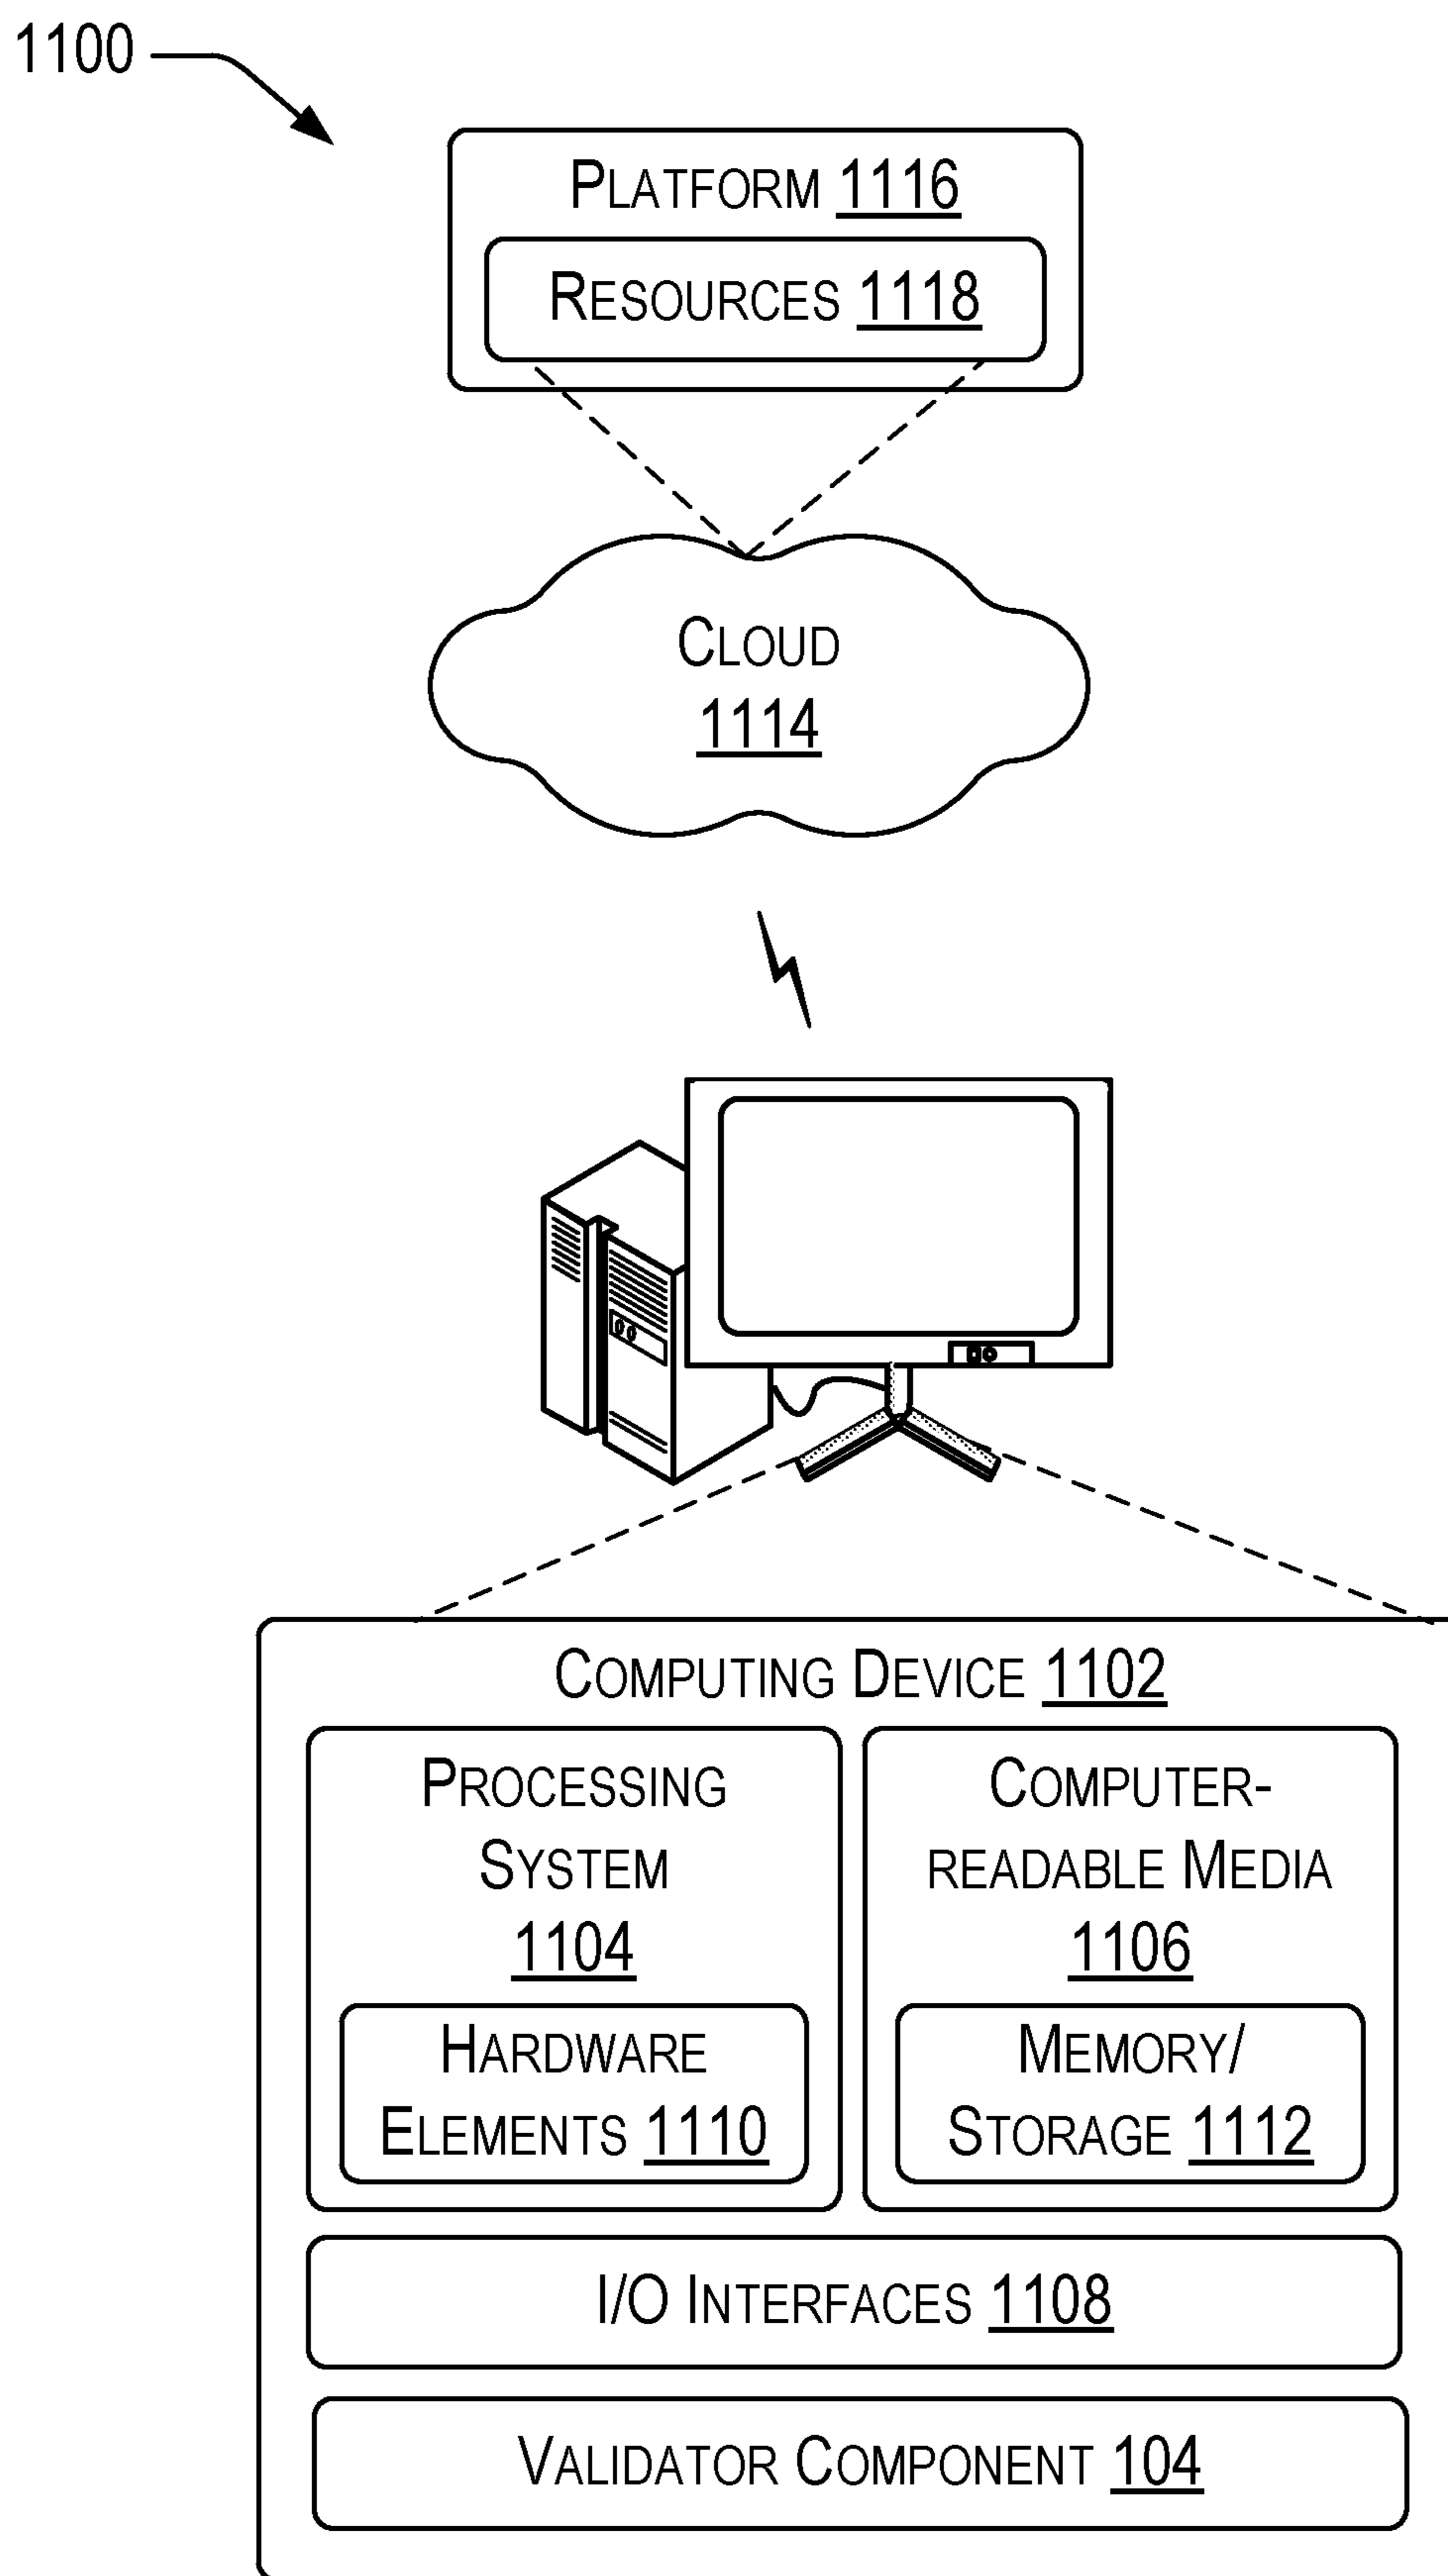 1100
PLATFORM 1116
RESOURCES 1118
CLOUD
1114
COMPUTING DEVICE 1102
PROCESSING
SYSTEM
1104
HARDWARE
ELEMENTS 1110
COMPUTER-
READABLE MEDIA
1106
MEMORY/
STORAGE 1112
I/O INTERFACES 1108
VALIDATOR COMPONENT 104